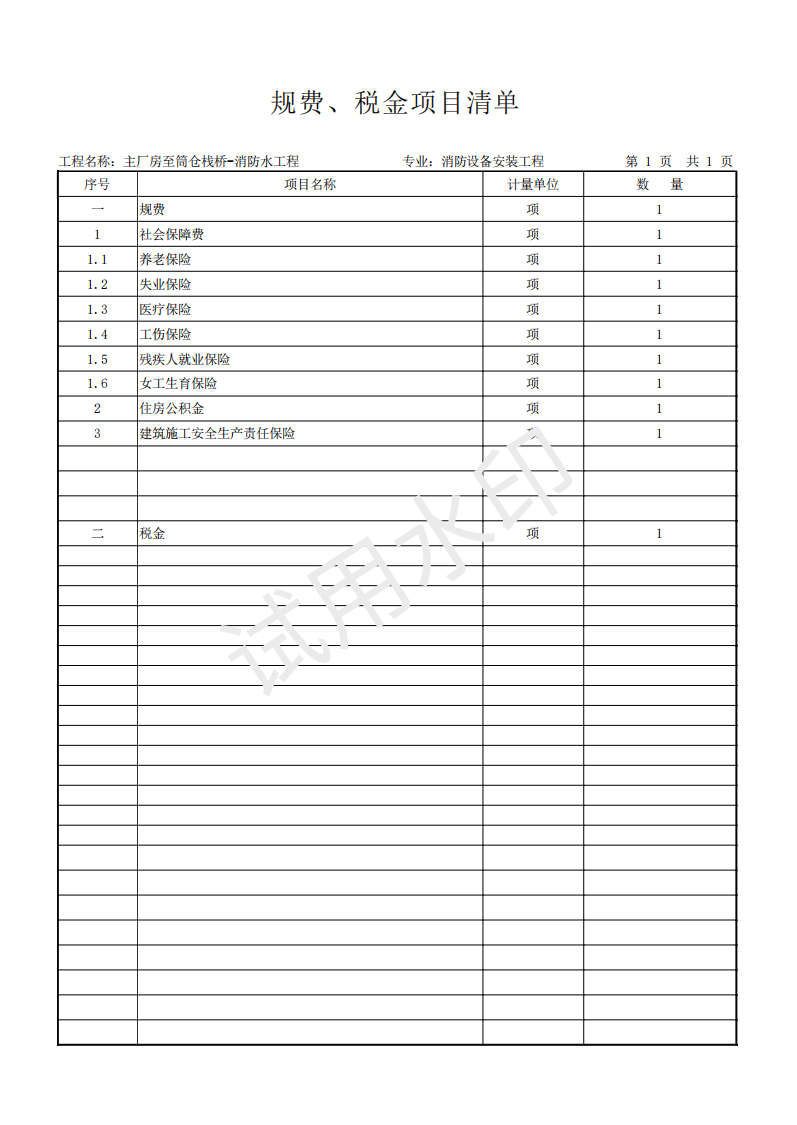 规费、税金项目清单
工程名称：主厂房至筒仓栈桥-消防水工程 专业：消防设备安装工程 第 1 页 共 1 页
序号 项目名称 计量单位 数 量
一 规费 项 1
1 社会保障费 项 1
1.1 养老保险 项 1
1.2 失业保险 项 1
1.3 医疗保险 项 1
1.4 工伤保险 项 1
1.5 残疾人就业保险 项 1
1.6 女工生育保险 项 1
2 住房公积金 项 1
3 建筑施工安全生产责任保险 项 1
二 税金 项 1
试用水印